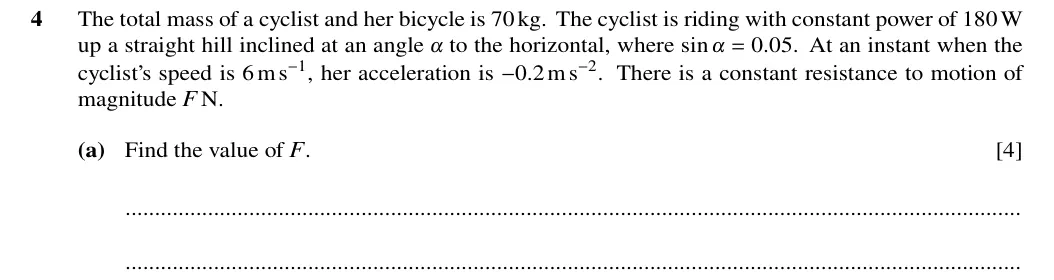 4 The total mass of a cyclist and her bicycle is 70 kg. The cyclist is riding with constant power of 180 W
up a straight hill inclined at an angle α to the horizontal, where sin α = 0.05. At an instant when the
cyclist's speed is 6 m s⁻¹, her acceleration is −0.2 m s⁻². There is a constant resistance to motion of
magnitude F N.
(a) Find the value of F. [4]